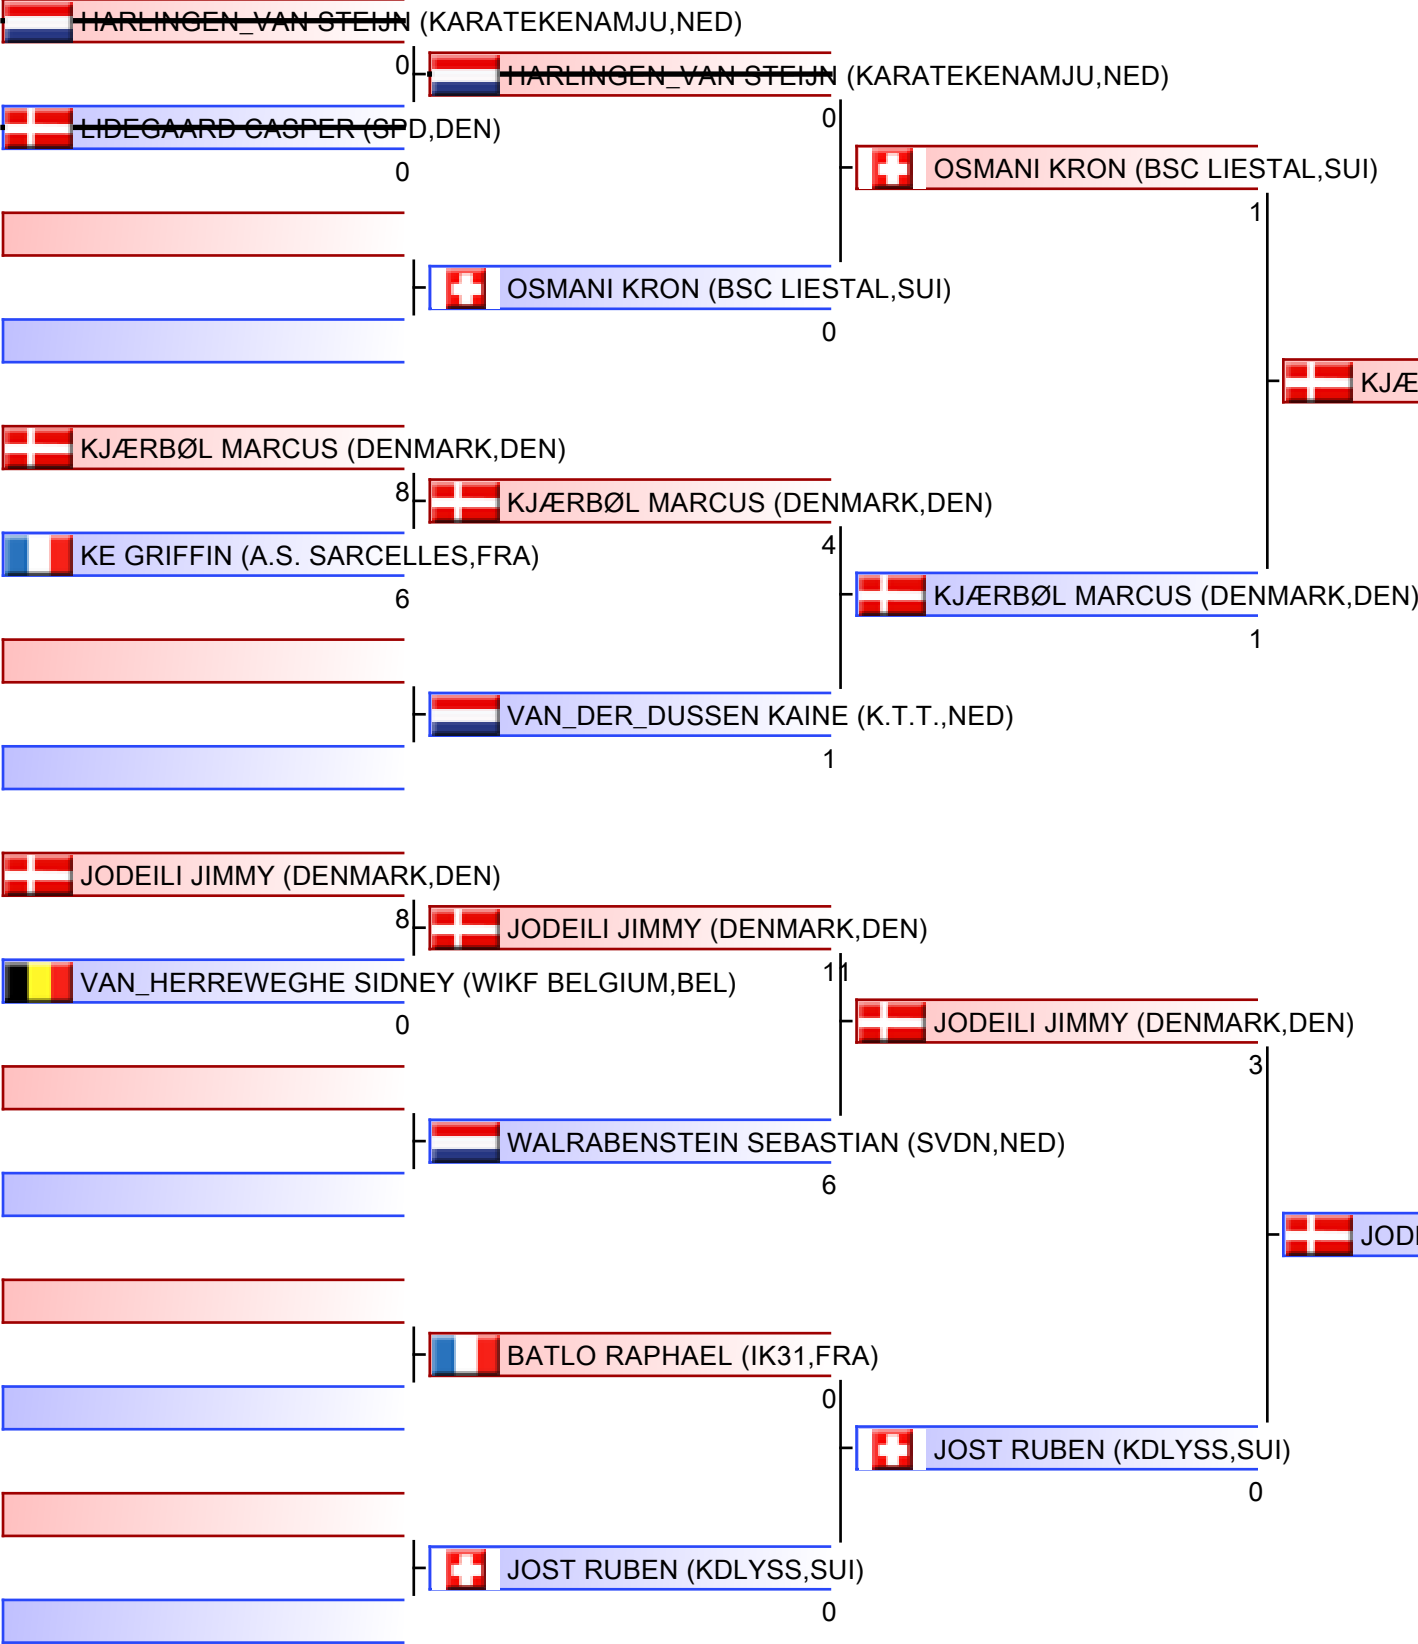 HARLINGEN_VAN STEIJN (KARATEKENAMJU,NED)
0
HARLINGEN_VAN STEIJN (KARATEKENAMJU,NED)
0
LIDEGAARD CASPER (SPD,DEN)
0
OSMANI KRON (BSC LIESTAL,SUI)
1
OSMANI KRON (BSC LIESTAL,SUI)
0
KJÆ
KJÆRBØL MARCUS (DENMARK,DEN)
8
KJÆRBØL MARCUS (DENMARK,DEN)
4
KE GRIFFIN (A.S. SARCELLES,FRA)
6
KJÆRBØL MARCUS (DENMARK,DEN)
1
VAN_DER_DUSSEN KAINE (K.T.T.,NED)
1
JODEILI JIMMY (DENMARK,DEN)
8
JODEILI JIMMY (DENMARK,DEN)
11
VAN_HERREWEGHE SIDNEY (WIKF BELGIUM,BEL)
0
JODEILI JIMMY (DENMARK,DEN)
3
WALRABENSTEIN SEBASTIAN (SVDN,NED)
6
JODE
BATLO RAPHAEL (IK31,FRA)
0
JOST RUBEN (KDLYSS,SUI)
0
JOST RUBEN (KDLYSS,SUI)
0